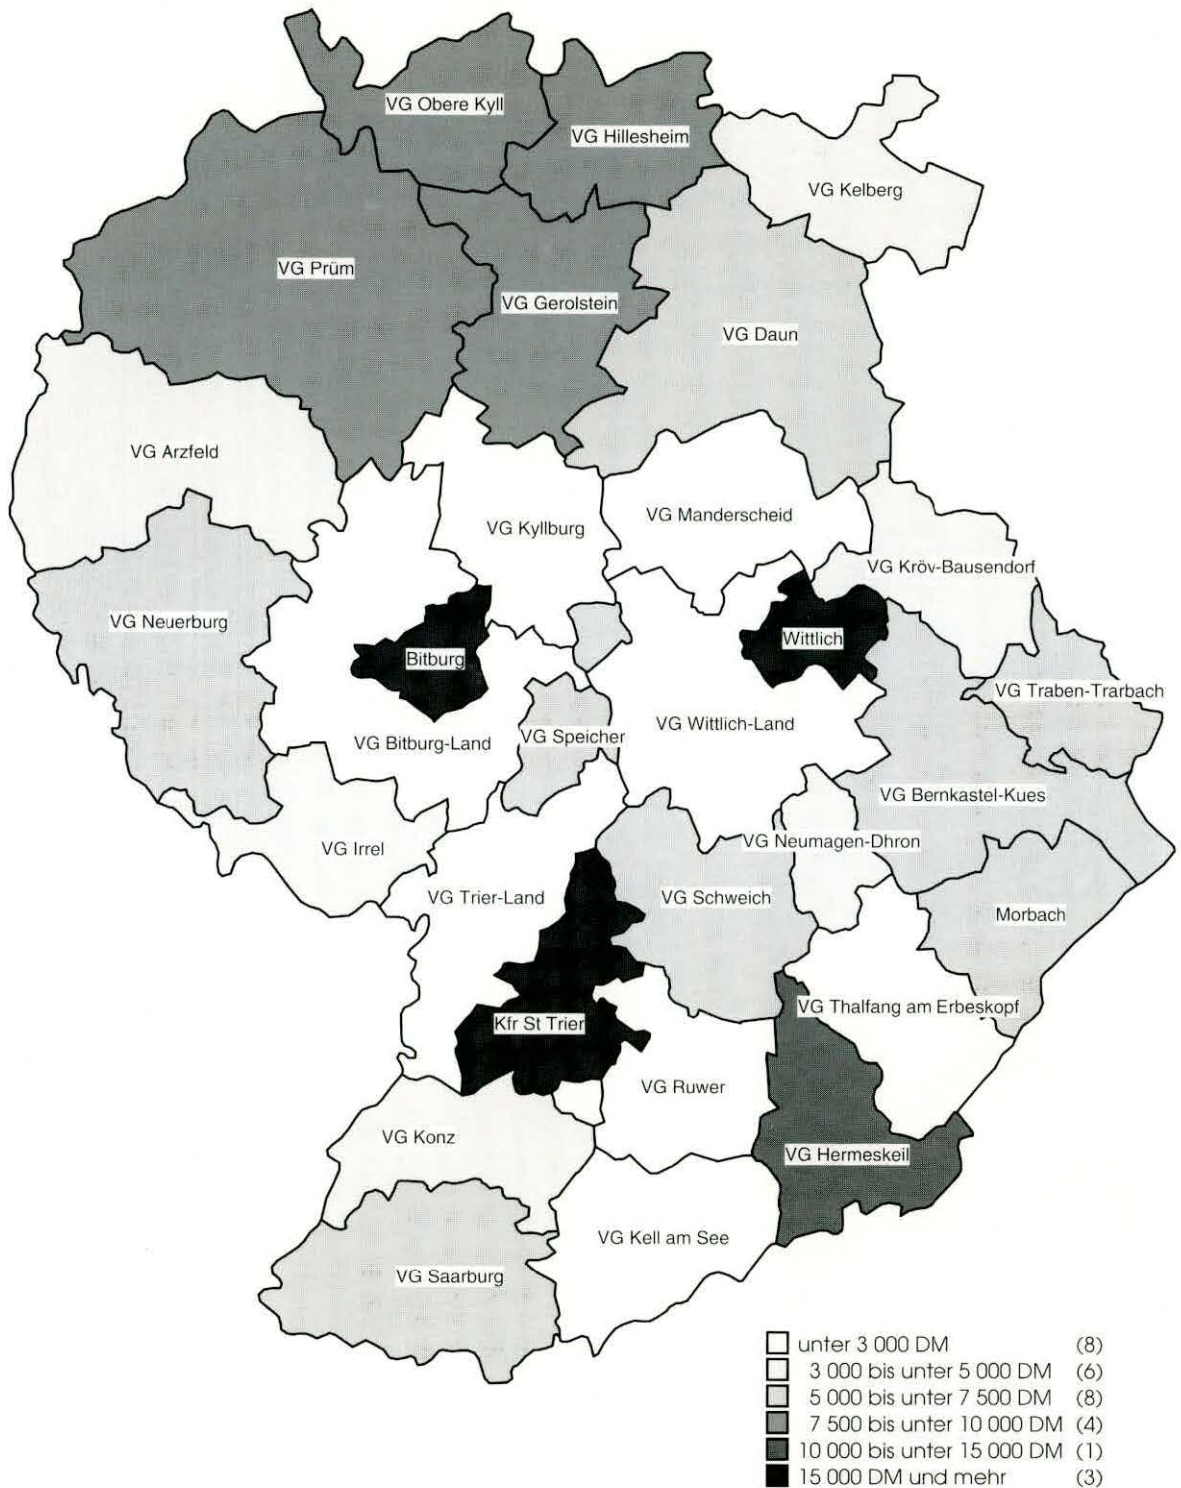 VG Obere Kyll
VG Hillesheim
VG Kelberg
VG Prüm
VG Gerolstein
VG Daun
VG Arzfeld
VG Kyllburg
VG Manderscheid
VG Kröv-Bausendorf
VG Neuerburg
Bitburg
Wittlich
VG Traben-Trarbach
VG Bitburg-Land
VG Speicher
VG Wittlich-Land
VG Bernkastel-Kues
VG Irrel
VG Neumagen-Dhron
VG Trier-Land
VG Schweich
Morbach
VG Thalfang am Erbeskopf
Kfr St Trier
VG Ruwer
VG Konz
VG Hermeskeil
VG Kell am See
VG Saarburg
unter 3 000 DM (8)
3 000 bis unter 5 000 DM (6)
5 000 bis unter 7 500 DM (8)
7 500 bis unter 10 000 DM (4)
10 000 bis unter 15 000 DM (1)
15 000 DM und mehr (3)